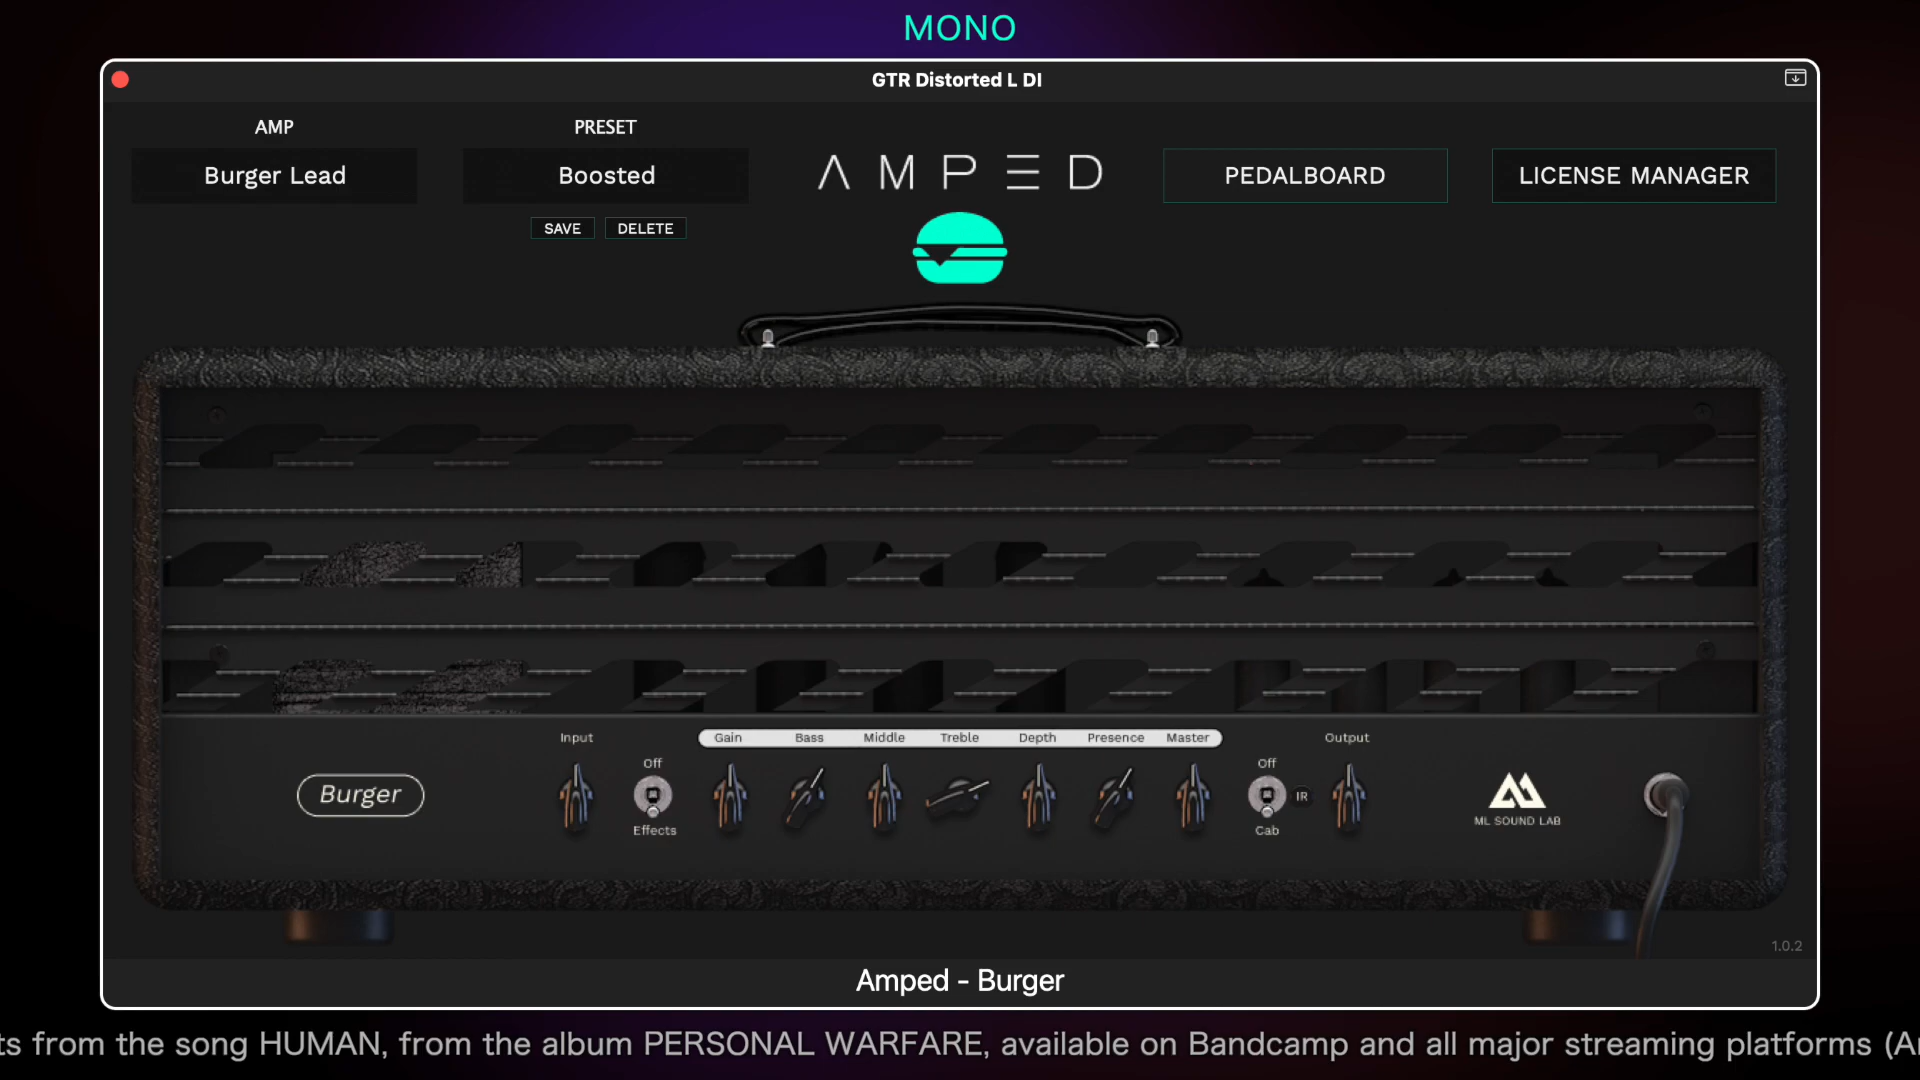 MONO
GTR Distorted L DI
AMP
PRESET
Burger Lead
Boosted
AMPED
PEDALBOARD
LICENSE MANAGER
SAVE
DELETE
Input
Gain Bass Middle Treble Depth Presence Master
Output
Off
Off
Burger
IR
ML SOUND LAB
Effects
Cab
1.0.2
Amped - Burger
from the song HUMAN, from the album PERSONAL WARFARE, available on Bandcamp and all major streaming platforms